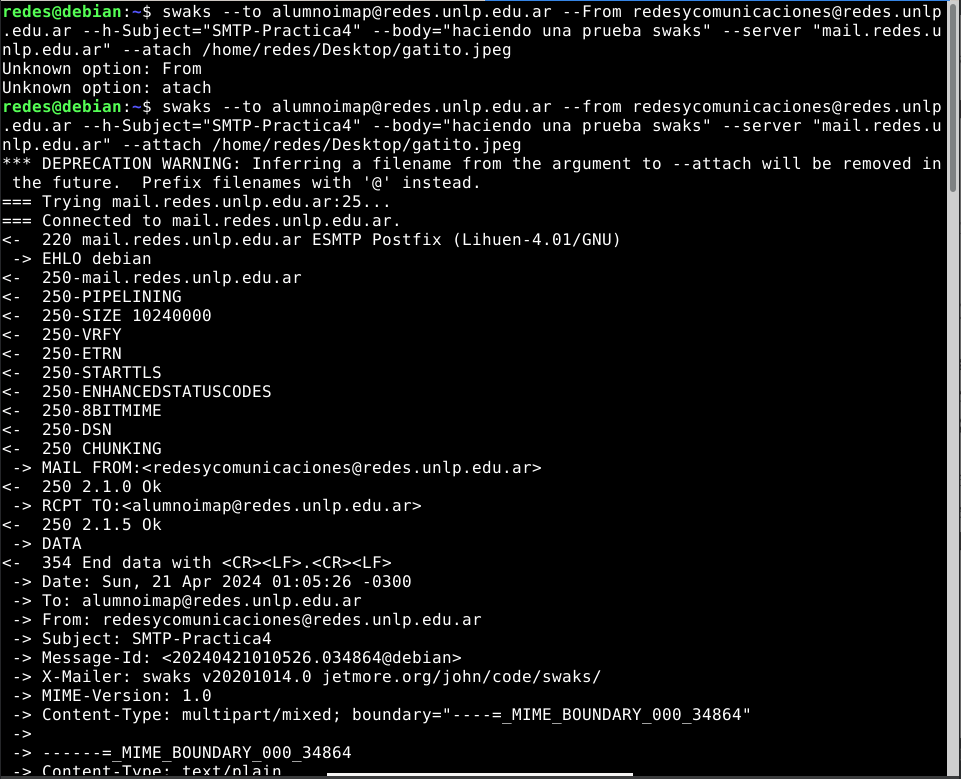 redes@debian:~$ swaks --to alumnoimap@redes.unlp.edu.ar --From redesycomunicaciones@redes.unlp
.edu.ar --h-Subject="SMTP-Practica4" --body="haciendo una prueba swaks" --server "mail.redes.u
nlp.edu.ar" --atach /home/redes/Desktop/gatito.jpeg
Unknown option: From
Unknown option: atach
redes@debian:~$ swaks --to alumnoimap@redes.unlp.edu.ar --from redesycomunicaciones@redes.unlp
.edu.ar --h-Subject="SMTP-Practica4" --body="haciendo una prueba swaks" --server "mail.redes.u
nlp.edu.ar" --attach /home/redes/Desktop/gatito.jpeg
*** DEPRECATION WARNING: Inferring a filename from the argument to --attach will be removed in
 the future.  Prefix filenames with '@' instead.
=== Trying mail.redes.unlp.edu.ar:25...
=== Connected to mail.redes.unlp.edu.ar.
<-  220 mail.redes.unlp.edu.ar ESMTP Postfix (Lihuen-4.01/GNU)
 -> EHLO debian
<-  250-mail.redes.unlp.edu.ar
<-  250-PIPELINING
<-  250-SIZE 10240000
<-  250-VRFY
<-  250-ETRN
<-  250-STARTTLS
<-  250-ENHANCEDSTATUSCODES
<-  250-8BITMIME
<-  250-DSN
<-  250 CHUNKING
 -> MAIL FROM:<redesycomunicaciones@redes.unlp.edu.ar>
<-  250 2.1.0 Ok
 -> RCPT TO:<alumnoimap@redes.unlp.edu.ar>
<-  250 2.1.5 Ok
 -> DATA
<-  354 End data with <CR><LF>.<CR><LF>
 -> Date: Sun, 21 Apr 2024 01:05:26 -0300
 -> To: alumnoimap@redes.unlp.edu.ar
 -> From: redesycomunicaciones@redes.unlp.edu.ar
 -> Subject: SMTP-Practica4
 -> Message-Id: <20240421010526.034864@debian>
 -> X-Mailer: swaks v20201014.0 jetmore.org/john/code/swaks/
 -> MIME-Version: 1.0
 -> Content-Type: multipart/mixed; boundary="----=_MIME_BOUNDARY_000_34864"
 ->
 -> ------=_MIME_BOUNDARY_000_34864
 -> Content-Type: text/plain